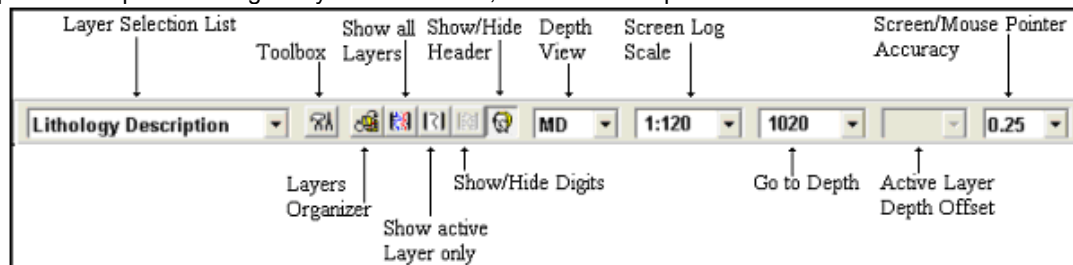 Layer Selection List
Toolbox
Show all
Layers
Show/Hide
Header
Depth
View
Screen Log
Scale
Screen/Mouse Pointer
Accuracy
Lithology Description
MD
1:120
1020
0.25
Layers
Organizer
Show active
Layer only
Show/Hide Digits
Go to Depth
Active Layer
Depth Offset